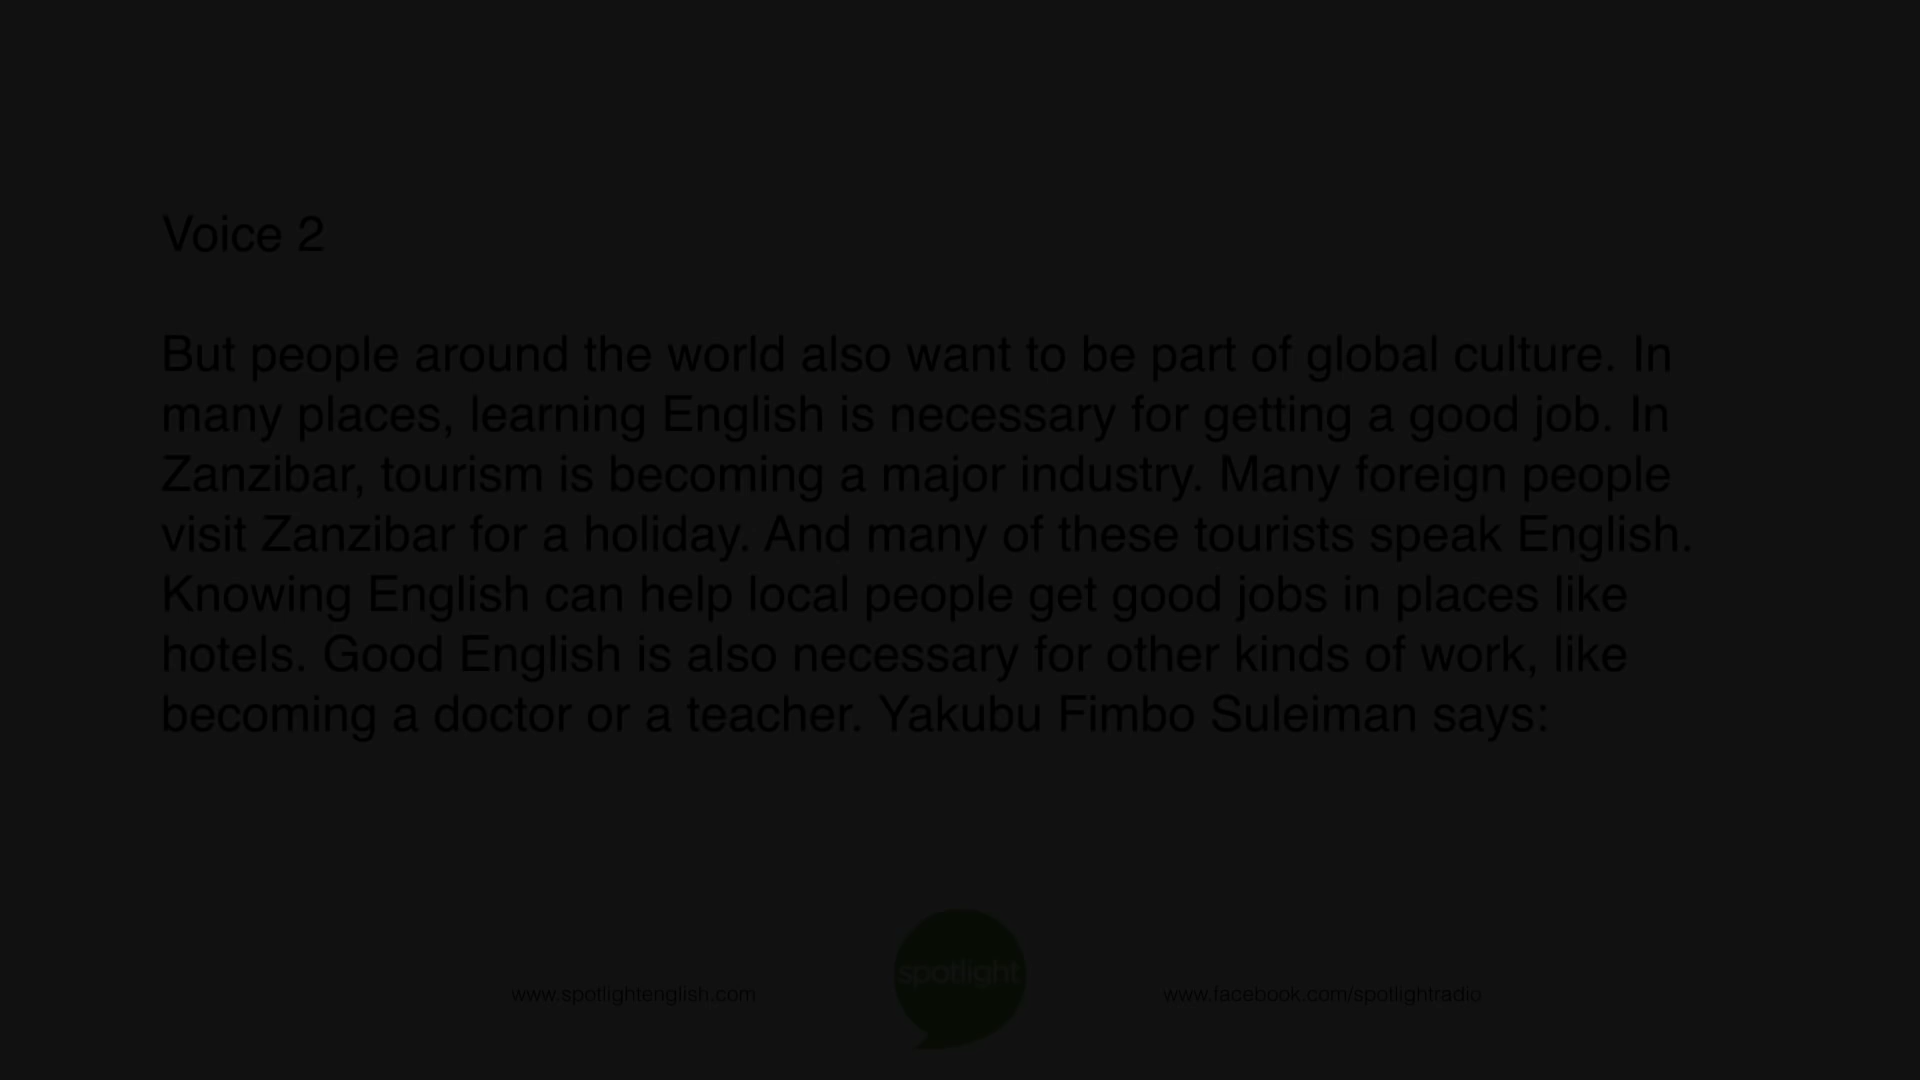 Voice 2
But people around the world also want to be part of global culture. In
many places, learning English is necessary for getting a good job. In
Zanzibar, tourism is becoming a major industry. Many foreign people
visit Zanzibar for a holiday. And many of these tourists speak English.
Knowing English can help local people get good jobs in places like
hotels. Good English is also necessary for other kinds of work, like
becoming a doctor or a teacher. Yakubu Fimbo Suleiman says:
spotlight
www.spotlightenglish.com
www.facebook.com/spotlightradio